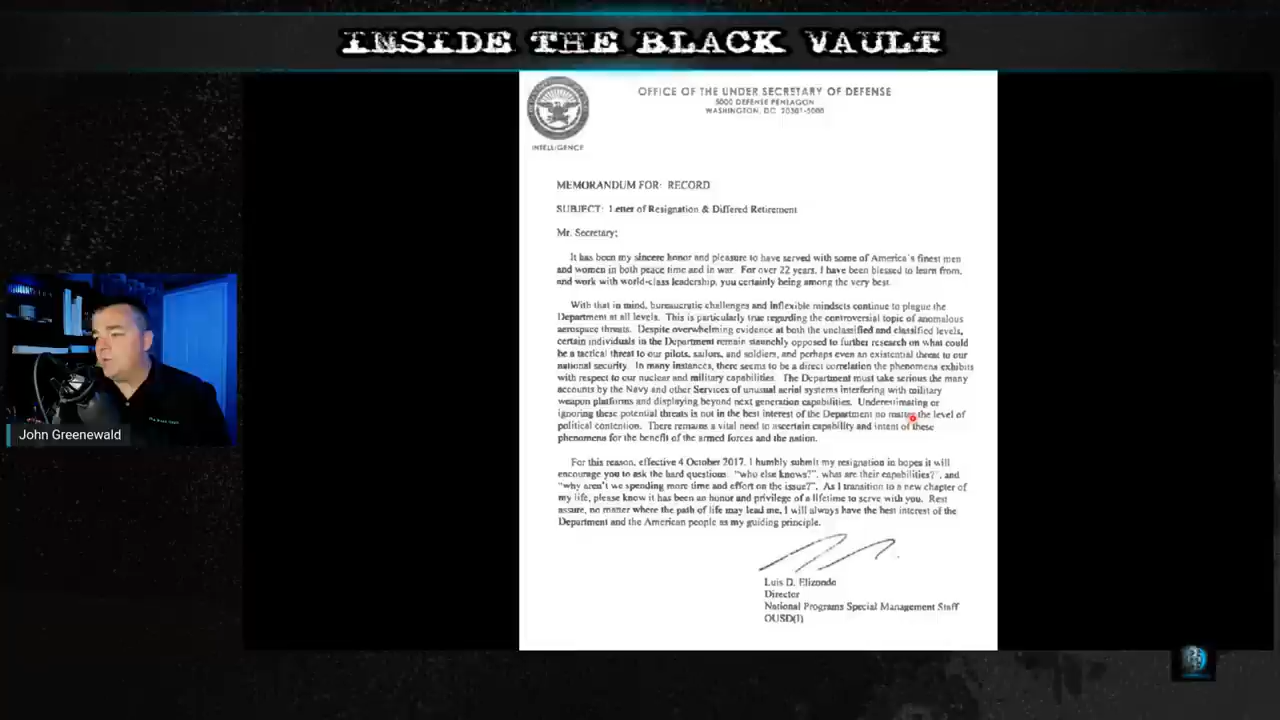 INSIDE THE BLACK VAULT
OFFICE OF THE UNDER SECRETARY OF DEFENSE
5000 DEFENSE PENTAGON
WASHINGTON, DC 20301-5000
INTELLIGENCE
MEMORANDUM FOR: RECORD
SUBJECT: Letter of Resignation & Differed Retirement
Mr. Secretary;
It has been my sincere honor and pleasure to have served with some of America's finest men
and women in both peace time and in war. For over 22 years, I have been blessed to learn from,
and work with world-class leadership, you certainly being among the very best.
With that in mind, bureaucratic challenges and inflexible mindsets continue to plague the
Department at all levels. This is particularly true regarding the controversial topic of anomalous
aerospace threats. Despite overwhelming evidence at both the unclassified and classified levels,
certain individuals in the Department remain staunchly opposed to further research on what could
be a tactical threat to our pilots, sailors, and soldiers, and perhaps even an existential threat to our
national security. In many instances, there seems to be a direct correlation the phenomena exhibits
with respect to our nuclear and military capabilities. The Department must take serious the many
accounts by the Navy and other Services of unusual aerial systems interfering with military
weapon platforms and displaying beyond next generation capabilities. Underestimating or
ignoring these potential threats is not in the best interest of the Department no matter the level of
political contention. There remains a vital need to ascertain capability and intent of these
phenomena for the benefit of the armed forces and the nation.
For this reason, effective 4 October 2017, I humbly submit my resignation in hopes it will
encourage you to ask the hard questions: "who else knows?", what are their capabilities?", and
"why aren't we spending more time and effort on the issue?". As I transition to a new chapter of
my life, please know it has been an honor and privilege of a lifetime to serve with you. Rest
assure, no matter where the path of life may lead me, I will always have the best interest of the
Department and the American people as my guiding principle.
Luis D. Elizondo
Director
National Programs Special Management Staff
OUSD(I)
John Greenewald